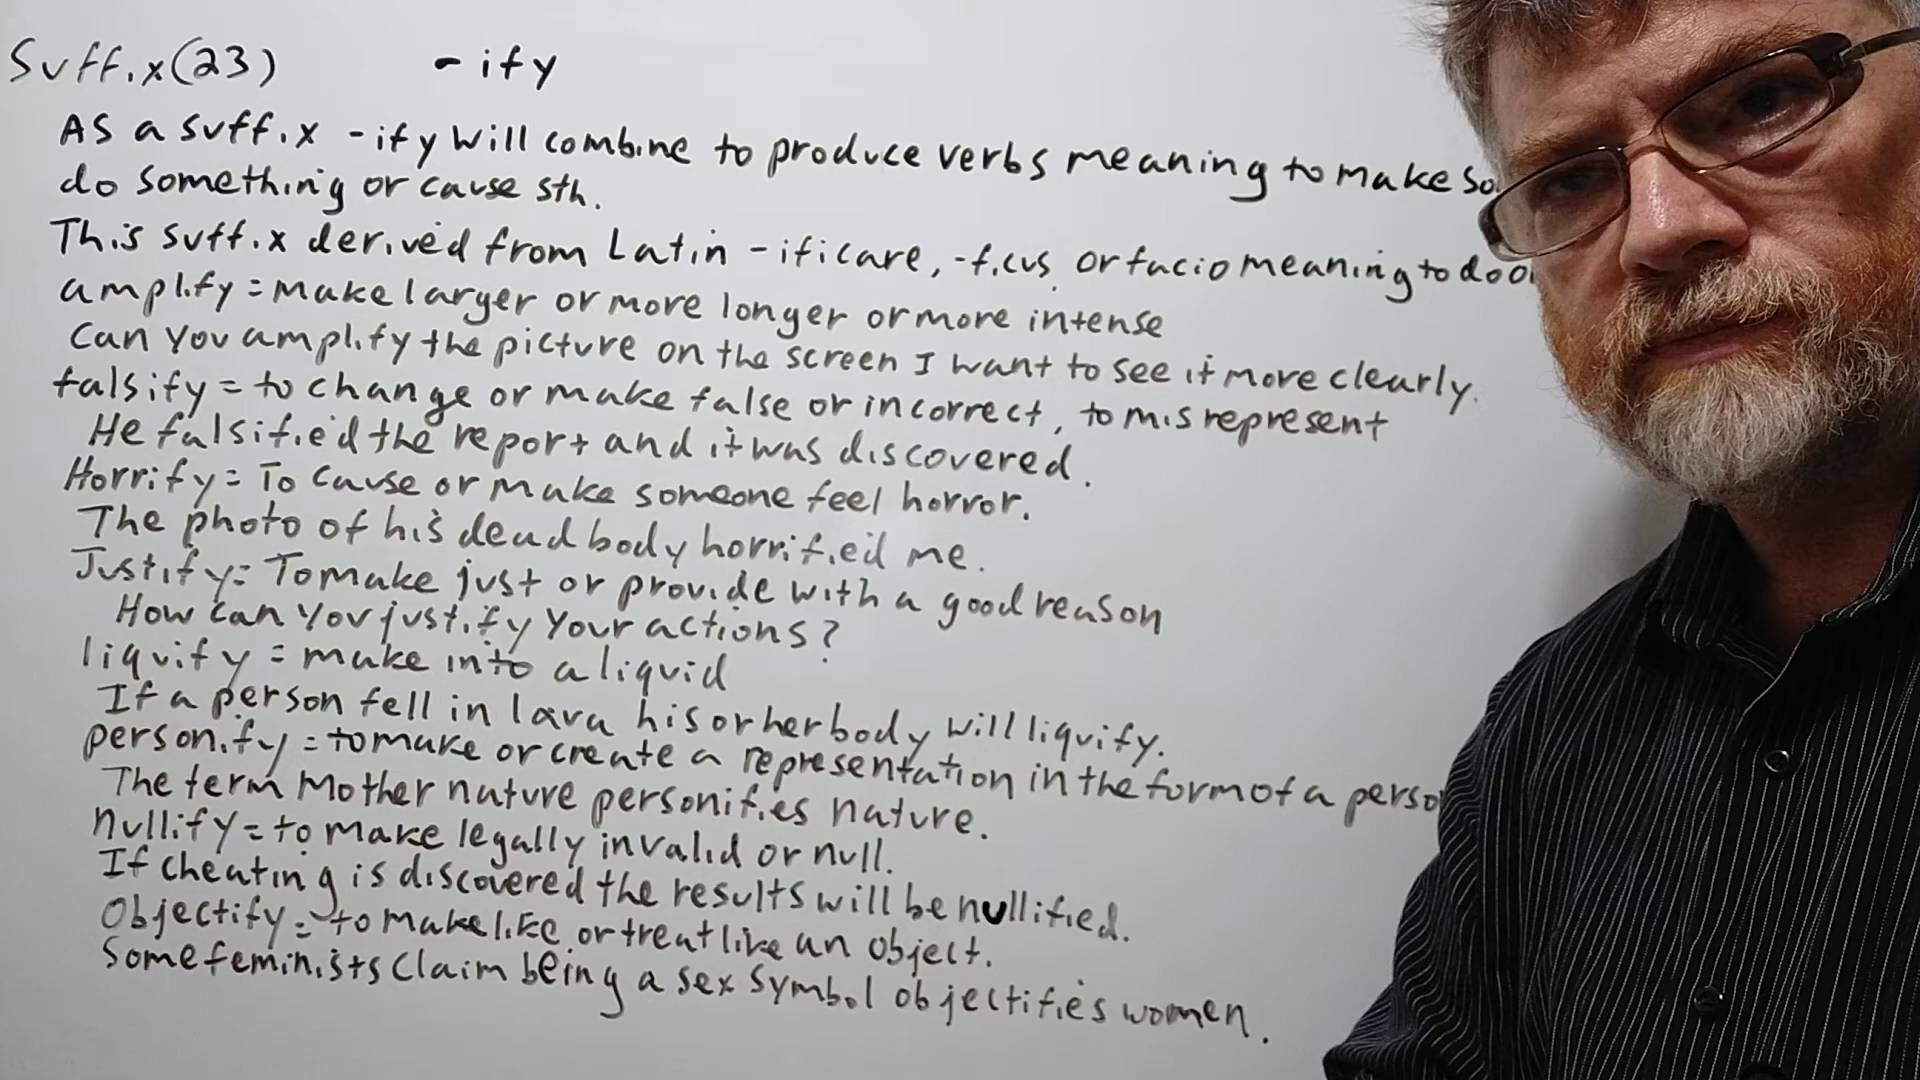 Suffix (23) -ify
As a suffix -ify will combine to produce verbs meaning to make so
do something or cause sth.
This suffix derived from Latin -ificare, -ficus, or facio meaning to do or
amplify = make larger or more longer or more intense
Can you amplify the picture on the screen I want to see it more clearly.
falsify = to change or make false or incorrect, to misrepresent
He falsified the report and it was discovered.
Horrify = To cause or make someone feel horror.
The photo of his dead body horrified me.
Justify = To make just or provide with a good reason
How can you justify your actions?
liquify = make into a liquid
If a person fell in lava his or her body will liquify.
personify = to make or create a representation in the form of a perso
The term Mother nature personifies nature.
Nullify = to make legally invalid or null.
If cheating is discovered the results will be nullified.
Objectify = to make like or treat like an object.
Some feminists claim being a sex symbol objectifies women.